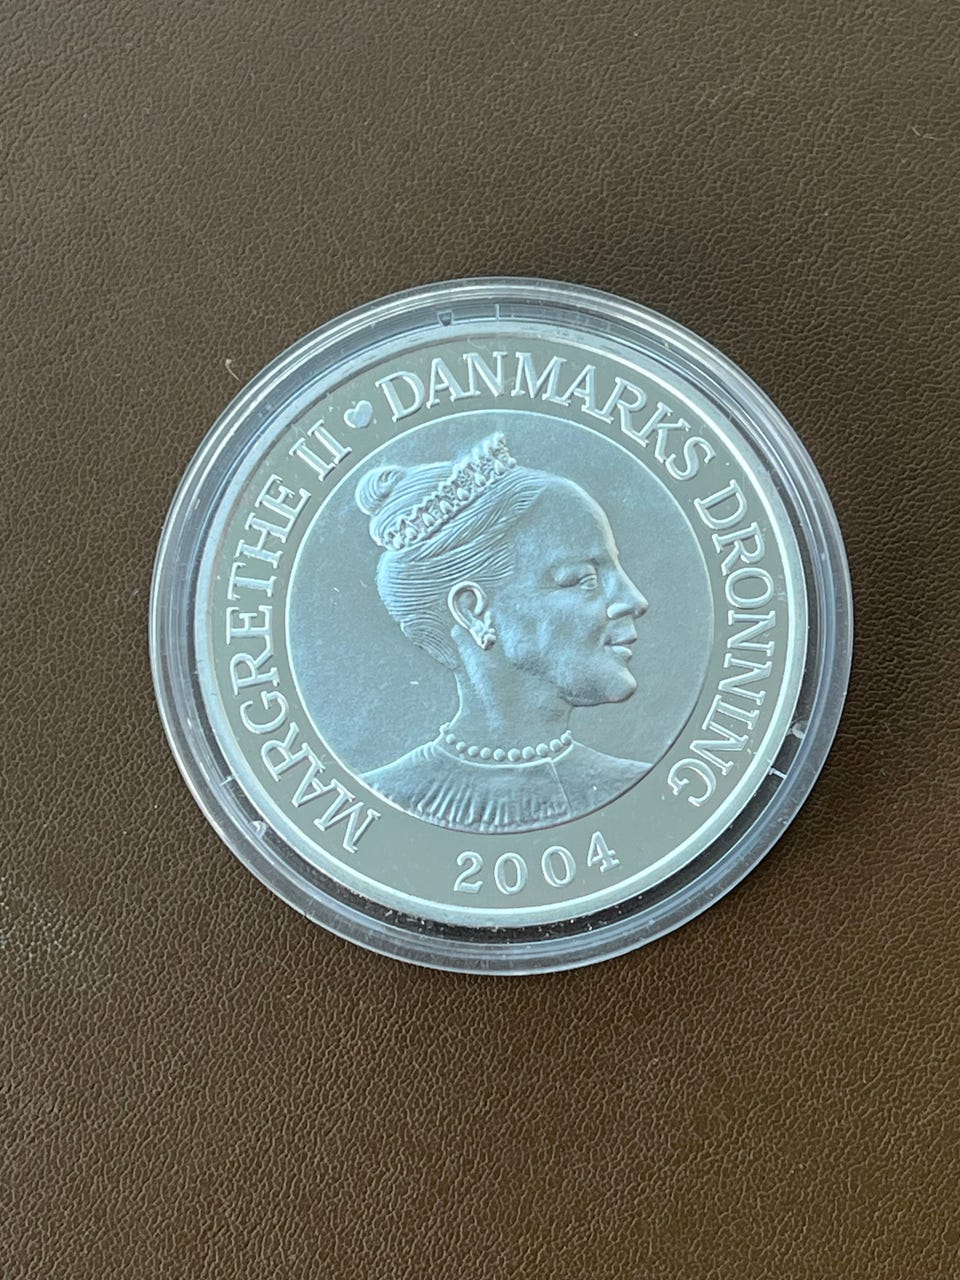 MARGRETHE II ♥ DANMARKS DRONNING
2004